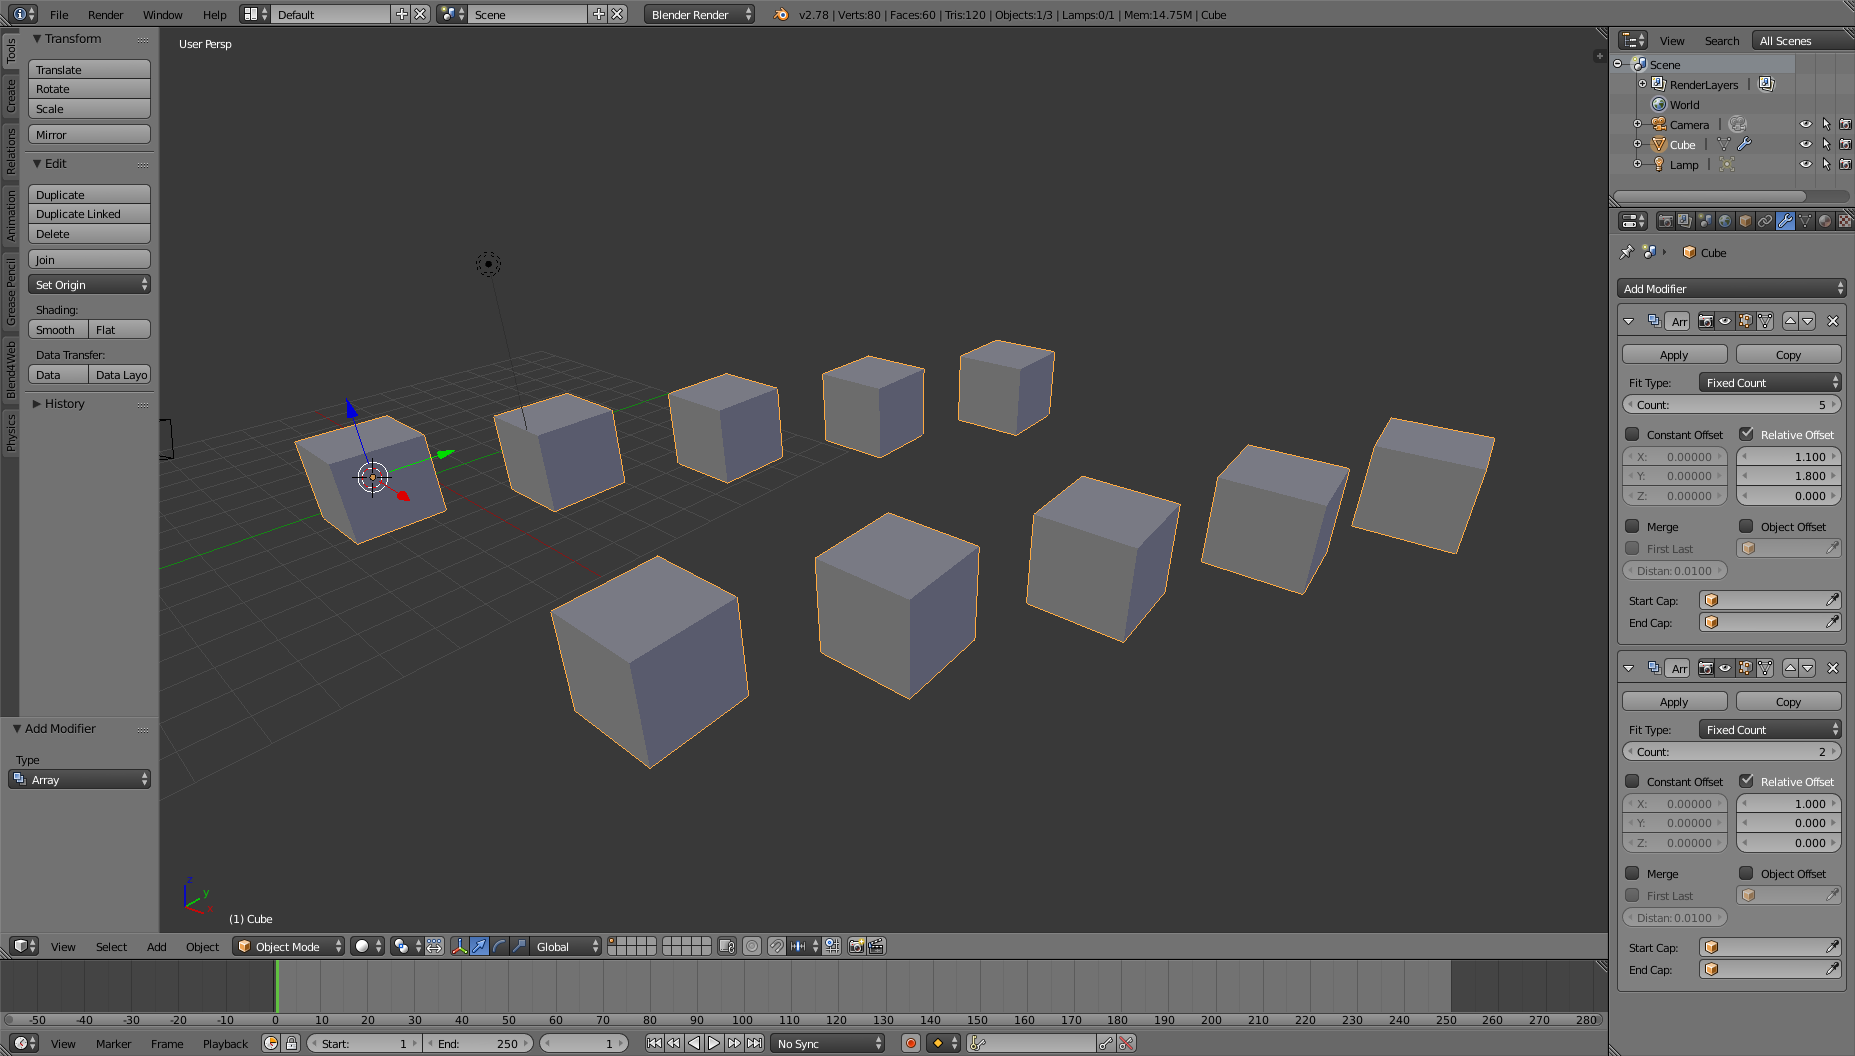 File Render Window Help Default Scene Blender Render v2.78 | Verts:80 | Faces:60 | Tris:120 | Objects:1/3 | Lamps:0/1 | Mem:14.75M | Cube
Tools
Create
Relations
Animation
Grease Pencil
Blend4Web
Physics
Transform
Translate
Rotate
Scale
Mirror
Edit
Duplicate
Duplicate Linked
Delete
Join
Set Origin
Shading:
Smooth Flat
Data Transfer:
Data Data Layo
History
Add Modifier
Type
Array
User Persp
z
y
x
(1) Cube
View Select Add Object Object Mode Global
View Search All Scenes
Scene
RenderLayers |
World
Camera |
Cube |
Lamp |
Cube
Add Modifier
Arr
Apply Copy
Fit Type: Fixed Count
Count: 5
Constant Offset Relative Offset
X: 0.00000 1.100
Y: 0.00000 1.800
Z: 0.00000 0.000
Merge Object Offset
First Last
Distan: 0.0100
Start Cap:
End Cap:
Arr
Apply Copy
Fit Type: Fixed Count
Count: 2
Constant Offset Relative Offset
X: 0.00000 1.000
Y: 0.00000 0.000
Z: 0.00000 0.000
Merge Object Offset
First Last
Distan: 0.0100
Start Cap:
End Cap:
-50 -40 -30 -20 -10 0 10 20 30 40 50 60 70 80 90 100 110 120 130 140 150 160 170 180 190 200 210 220 230 240 250 260 270 280
View Marker Frame Playback Start: 1 End: 250 1 No Sync